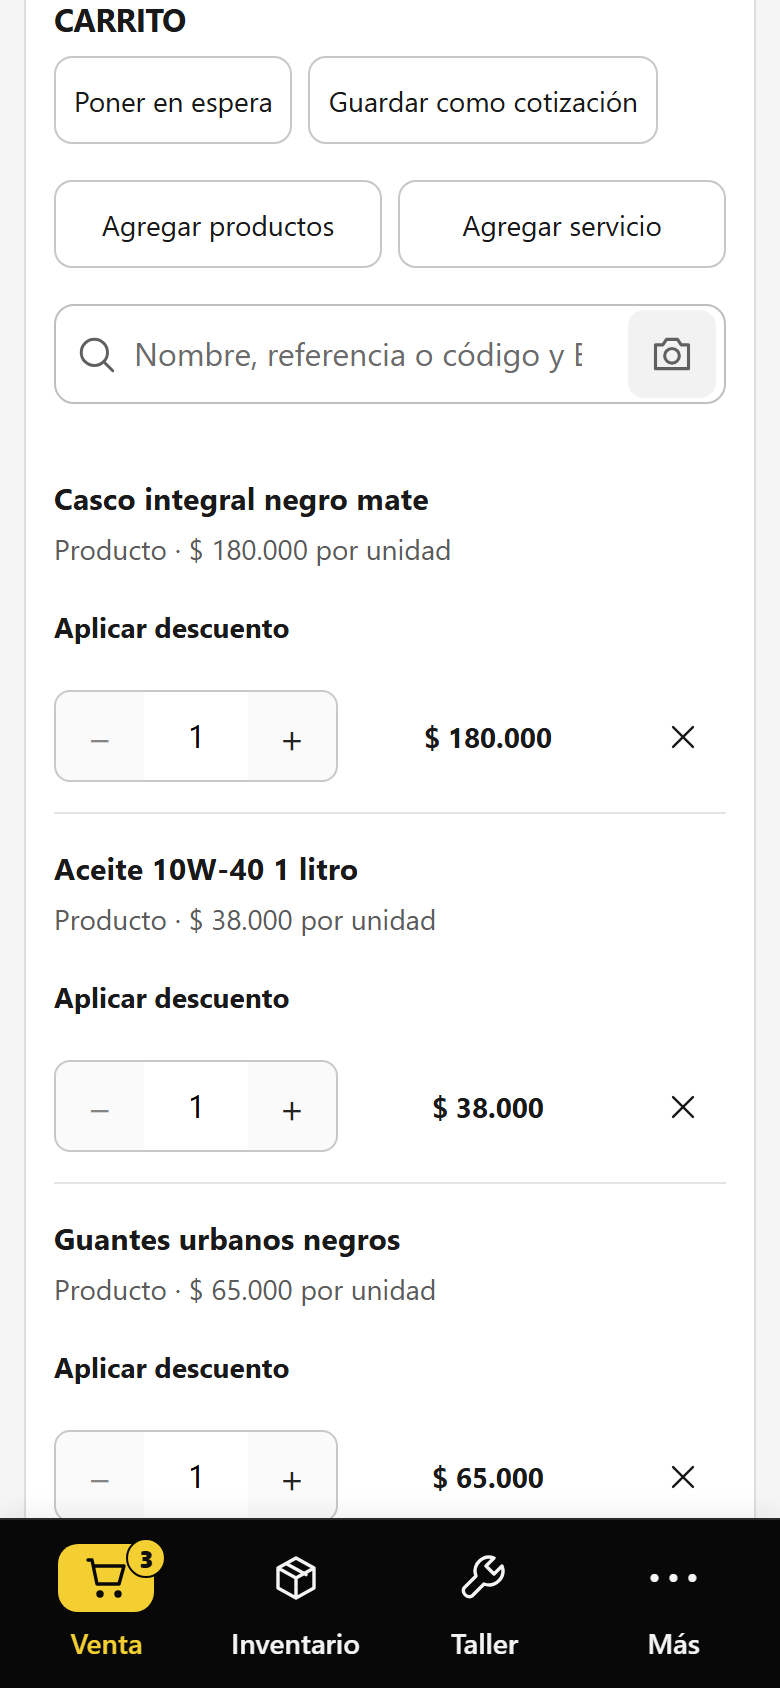 CARRITO
Poner en espera
Guardar como cotización
Agregar productos
Agregar servicio
Nombre, referencia o código y E
Casco integral negro mate
Producto · $ 180.000 por unidad
Aplicar descuento
− 1 + $ 180.000 ×
Aceite 10W-40 1 litro
Producto · $ 38.000 por unidad
Aplicar descuento
− 1 + $ 38.000 ×
Guantes urbanos negros
Producto · $ 65.000 por unidad
Aplicar descuento
− 1 + $ 65.000 ×
3
Venta
Inventario
Taller
Más